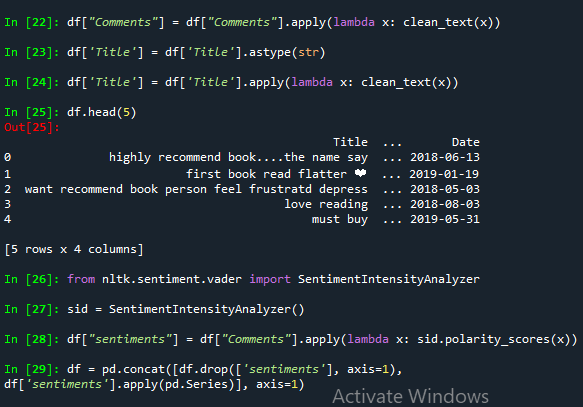 In [22]: df["Comments"] = df["Comments"].apply(lambda x: clean_text(x))
In [23]: df['Title'] = df['Title'].astype(str)
In [24]: df['Title'] = df['Title'].apply(lambda x: clean_text(x))
In [25]: df.head(5)
Out[25]:
Title ... Date
0 highly recommend book....the name say ... 2018-06-13
1 first book read flatter ❤ ... 2019-01-19
2 want recommend book person feel frustratd depress ... 2018-05-03
3 love reading ... 2018-08-03
4 must buy ... 2019-05-31
[5 rows x 4 columns]
In [26]: from nltk.sentiment.vader import SentimentIntensityAnalyzer
In [27]: sid = SentimentIntensityAnalyzer()
In [28]: df["sentiments"] = df["Comments"].apply(lambda x: sid.polarity_scores(x))
In [29]: df = pd.concat([df.drop(['sentiments'], axis=1),
df['sentiments'].apply(pd.Series)], axis=1)
Activate Windows